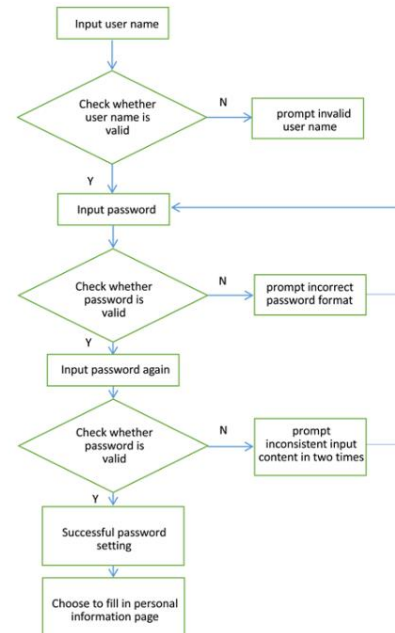 Input user name
Check whether
user name is
valid
N
prompt invalid
user name
Y
Input password
Check whether
password is
valid
N
prompt incorrect
password format
Y
Input password again
Check whether
password is
valid
N
prompt
inconsistent input
content in two times
Y
Successful password
setting
Choose to fill in personal
information page